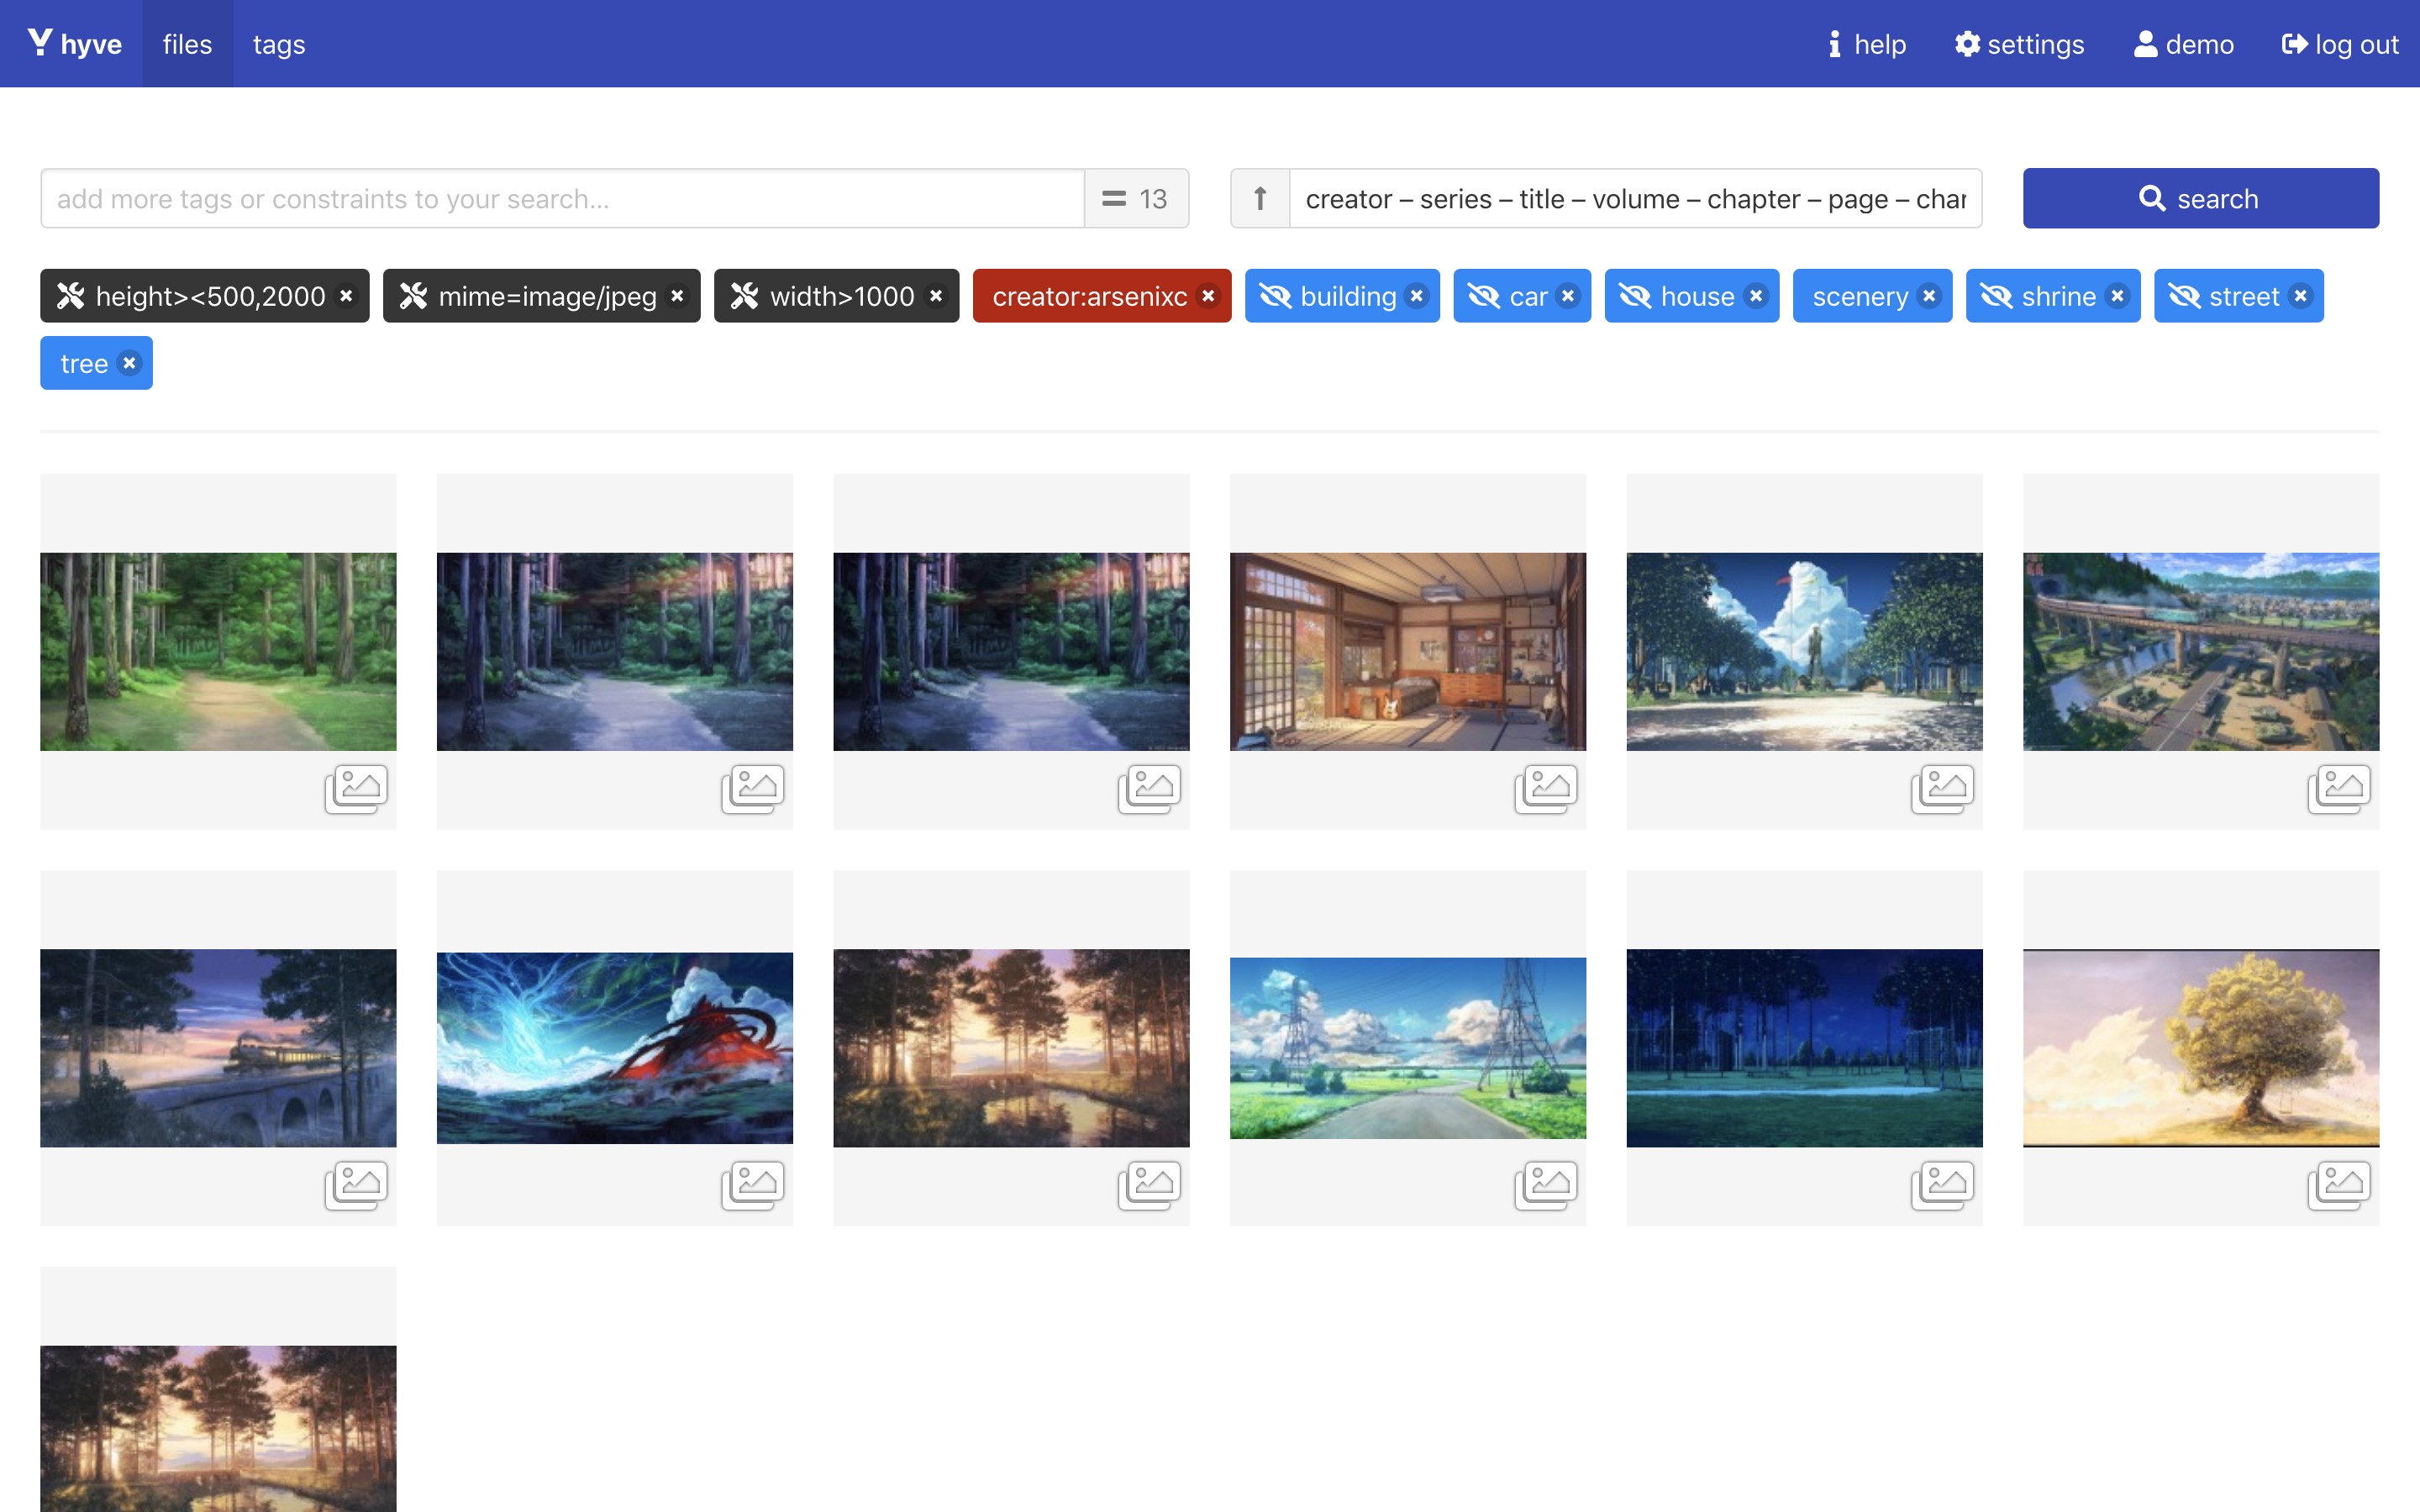 hyve files tags help settings demo log out
add more tags or constraints to your search... 13 creator – series – title – volume – chapter – page – char search
height><500,2000 mime=image/jpeg width>1000 creator:arsenixc building car house scenery shrine street
tree